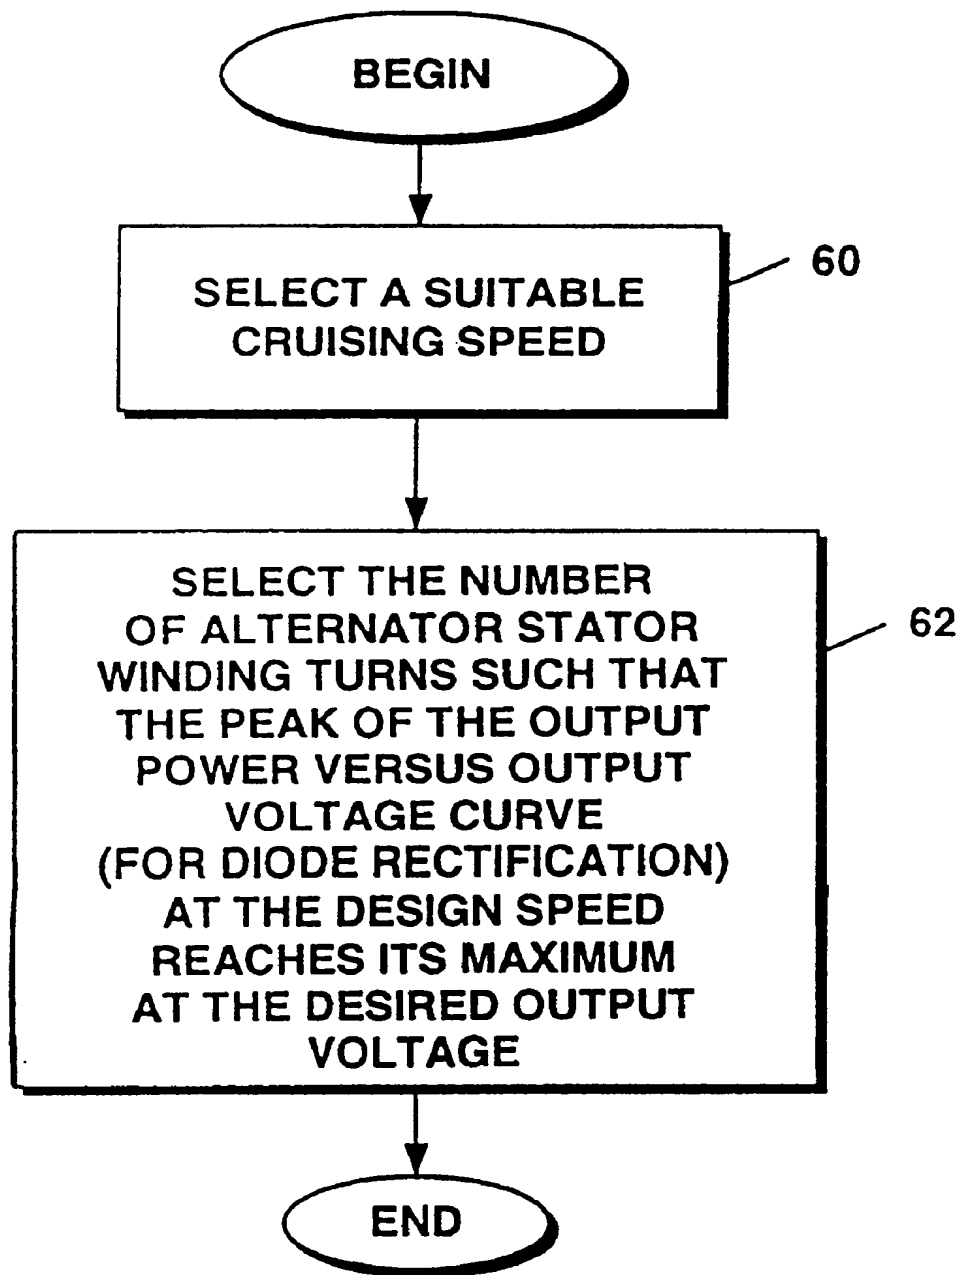 BEGIN
SELECT A SUITABLE
CRUISING SPEED
60
SELECT THE NUMBER
OF ALTERNATOR STATOR
WINDING TURNS SUCH THAT
THE PEAK OF THE OUTPUT
POWER VERSUS OUTPUT
VOLTAGE CURVE
(FOR DIODE RECTIFICATION)
AT THE DESIGN SPEED
REACHES ITS MAXIMUM
AT THE DESIRED OUTPUT
VOLTAGE
62
END